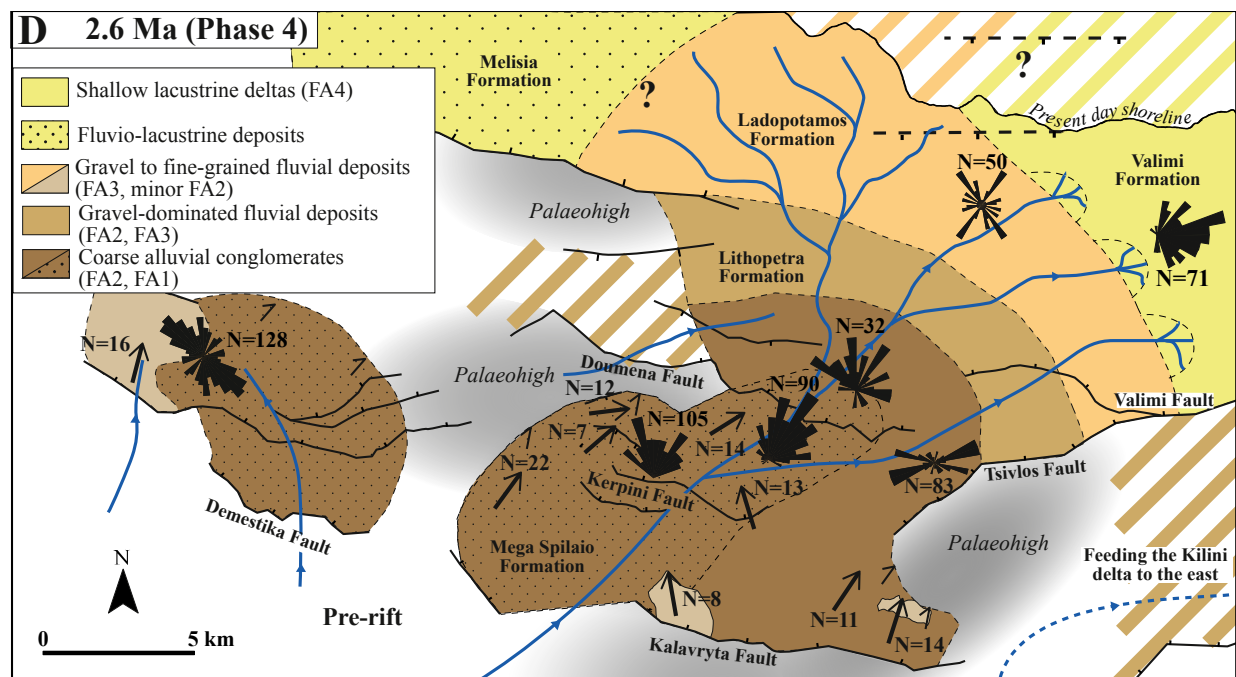 D 2.6 Ma (Phase 4)
Shallow lacustrine deltas (FA4)
Fluvio-lacustrine deposits
Gravel to fine-grained fluvial deposits
(FA3, minor FA2)
Gravel-dominated fluvial deposits
(FA2, FA3)
Coarse alluvial conglomerates
(FA2, FA1)
Melisia
Formation
?
Ladopotamos
Formation
?
Present day shoreline
Valimi
Formation
N=50
N=71
Palaeohigh
Lithopetra
Formation
N=32
N=16
N=128
Palaeohigh
Doumena Fault
N=12
N=90
N=105
N=7
N=14
N=22
Valimi Fault
Kerpini Fault
N=13
N=83
Tsivlos Fault
Demestika Fault
Mega Spilaio
Formation
Palaeohigh
Feeding the Kilini
delta to the east
N
N=8
N=11
N=14
Pre-rift
Kalavryta Fault
0 5 km